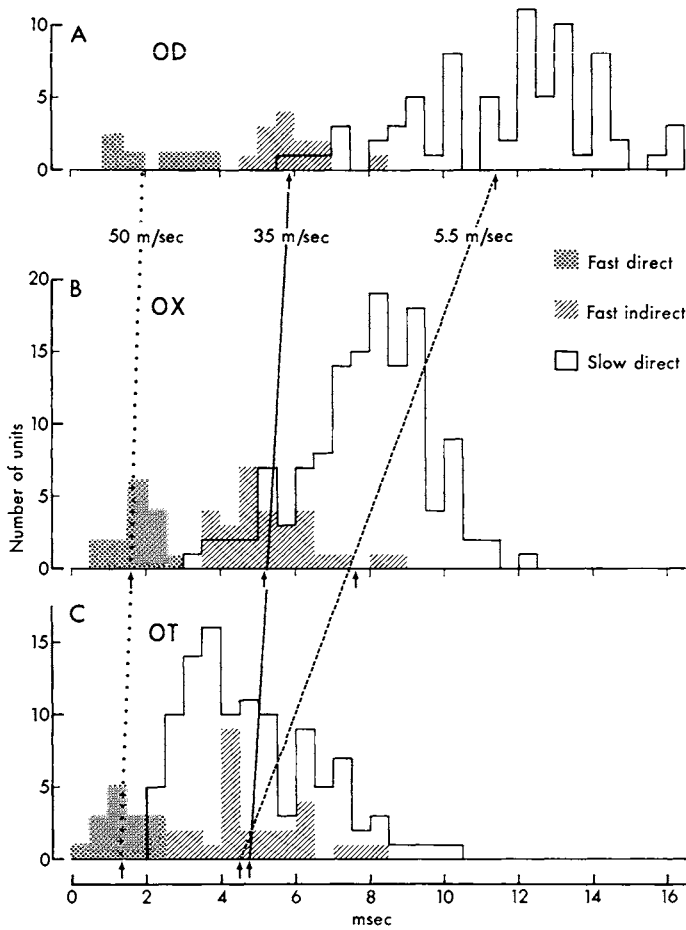 A
OD
10
5
0
50 m/sec
35 m/sec
5.5 m/sec
Fast direct
Fast indirect
Slow direct
B
OX
20
15
10
5
0
Number of units
C
OT
15
10
5
0
0 2 4 6 8 10 12 14 16
msec